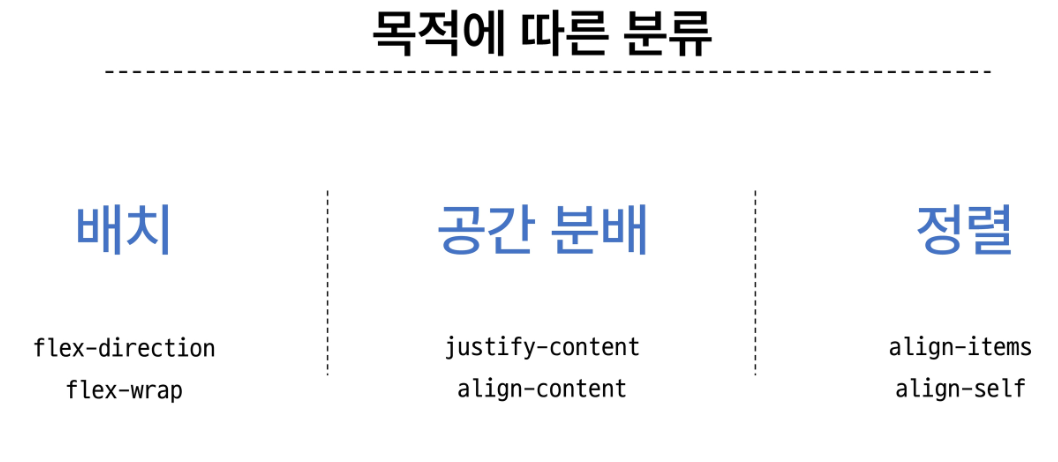 목적에 따른 분류
배치
flex-direction
flex-wrap
공간 분배
justify-content
align-content
정렬
align-items
align-self